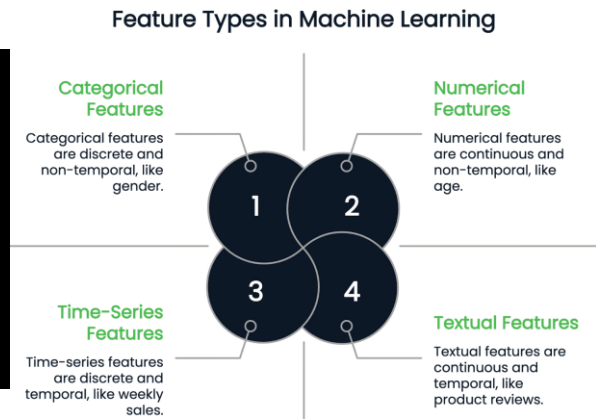 Feature Types in Machine Learning
Categorical
Features
Categorical features
are discrete and
non-temporal, like
gender.
Numerical
Features
Numerical features
are continuous and
non-temporal, like
age.
1
2
3
4
Time-Series
Features
Time-series features
are discrete and
temporal, like weekly
sales.
Textual Features
Textual features are
continuous and
temporal, like
product reviews.